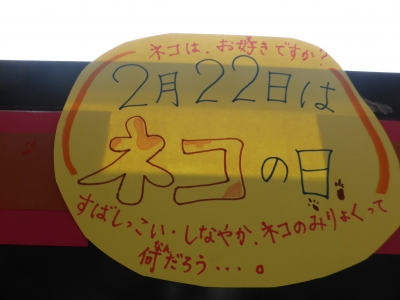 ネコは、お好きですか？
2月22日は
ネコの日
すばしっこい・しなやか、ネコのみりょくって
何だろう・・・。